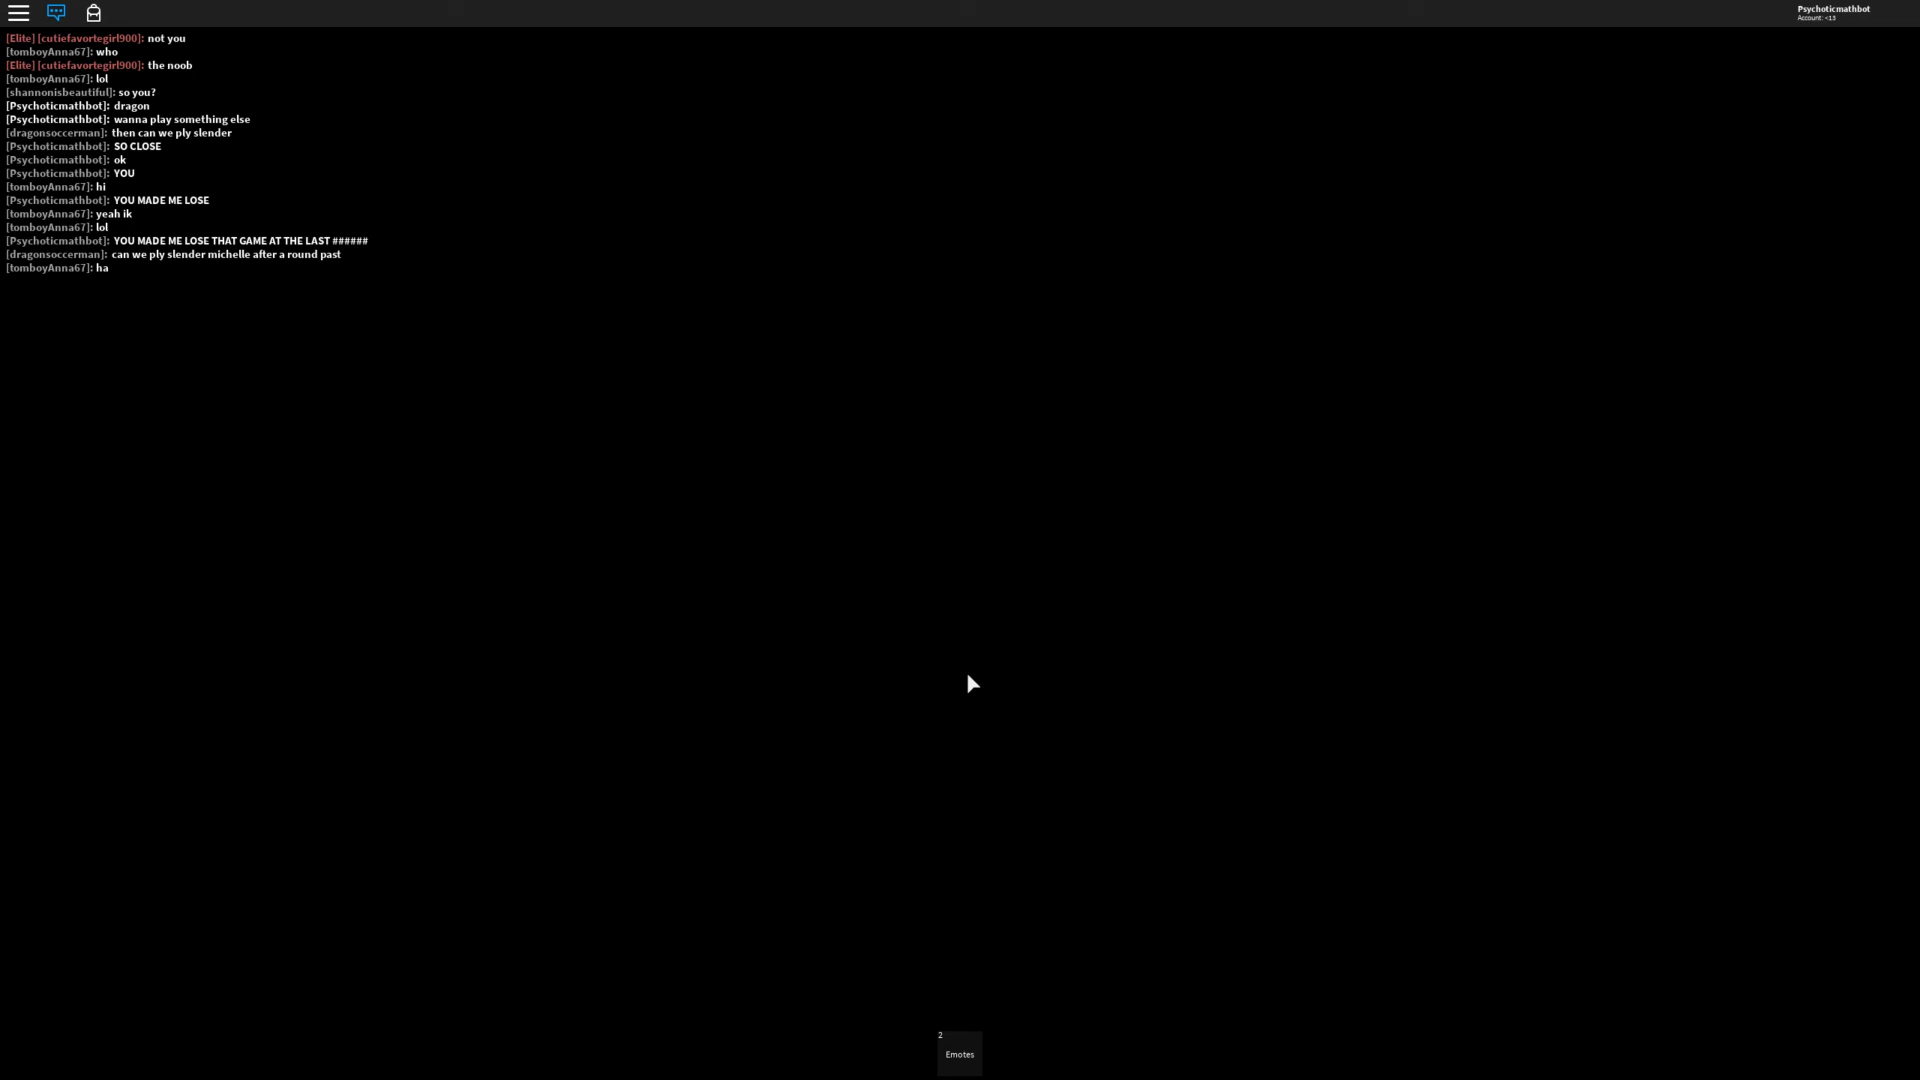 Psychoticmathbot
Account: <13
[Elite] [cutiefavortegirl900]: not you
[tomboyAnna67]: who
[Elite] [cutiefavortegirl900]: the noob
[tomboyAnna67]: lol
[shannonisbeautiful]: so you?
[Psychoticmathbot]: dragon
[Psychoticmathbot]: wanna play something else
[dragonsoccerman]: then can we ply slender
[Psychoticmathbot]: SO CLOSE
[Psychoticmathbot]: ok
[Psychoticmathbot]: YOU
[tomboyAnna67]: hi
[Psychoticmathbot]: YOU MADE ME LOSE
[tomboyAnna67]: yeah ik
[tomboyAnna67]: lol
[Psychoticmathbot]: YOU MADE ME LOSE THAT GAME AT THE LAST ######
[dragonsoccerman]: can we ply slender michelle after a round past
[tomboyAnna67]: ha
2
Emotes